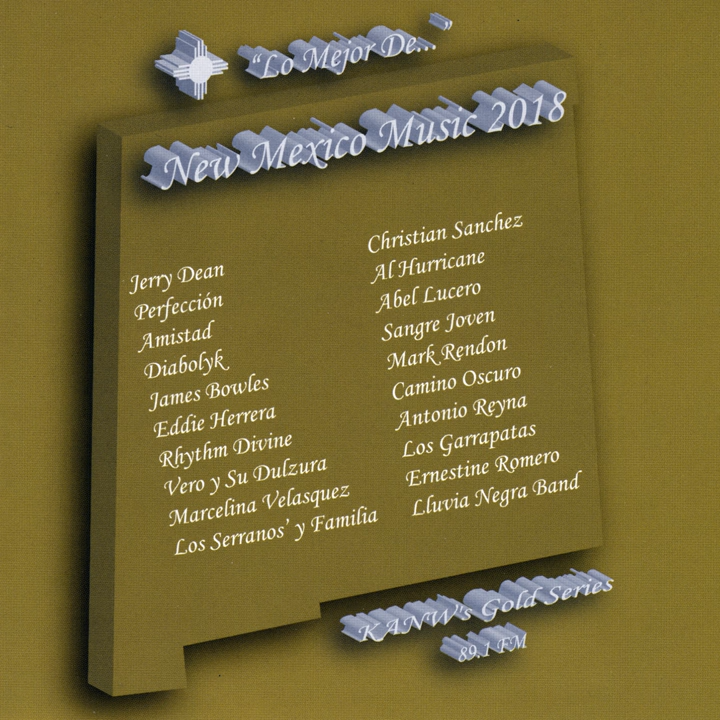 "Lo Mejor De..."
New Mexico Music 2018
Jerry Dean
Perfección
Amistad
Diabolyk
James Bowles
Eddie Herrera
Rhythm Divine
Vero y Su Dulzura
Marcelina Velasquez
Los Serranos' y Familia
Christian Sanchez
Al Hurricane
Abel Lucero
Sangre Joven
Mark Rendon
Camino Oscuro
Antonio Reyna
Los Garrapatas
Ernestine Romero
Lluvia Negra Band
KANW's Gold Series
89.1 FM